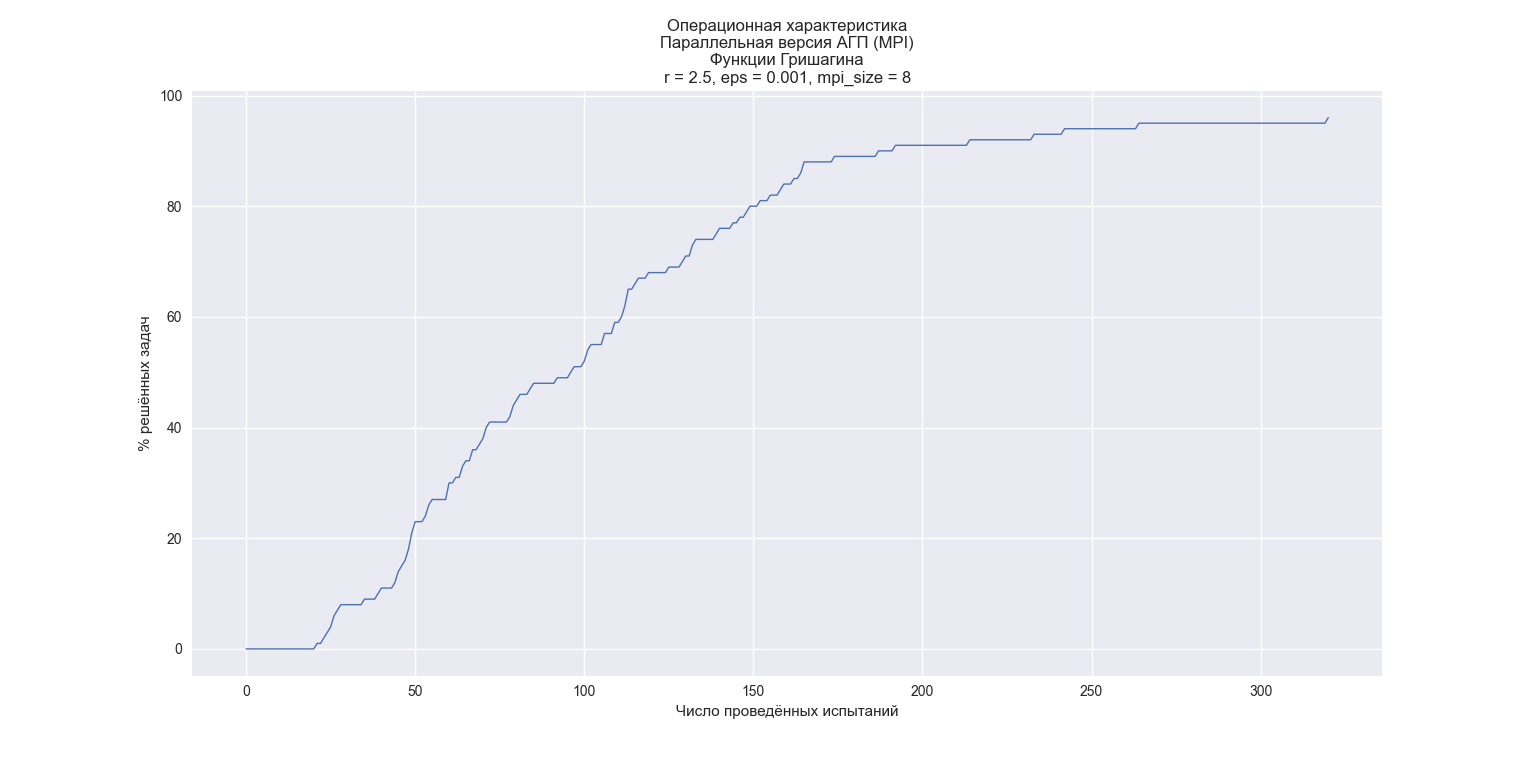 Операционная характеристика
Параллельная версия АГП (MPI)
Функции Гришагина
r = 2.5, eps = 0.001, mpi_size = 8
100
80
60
40
20
0
% решённых задач
0 50 100 150 200 250 300
Число проведённых испытаний